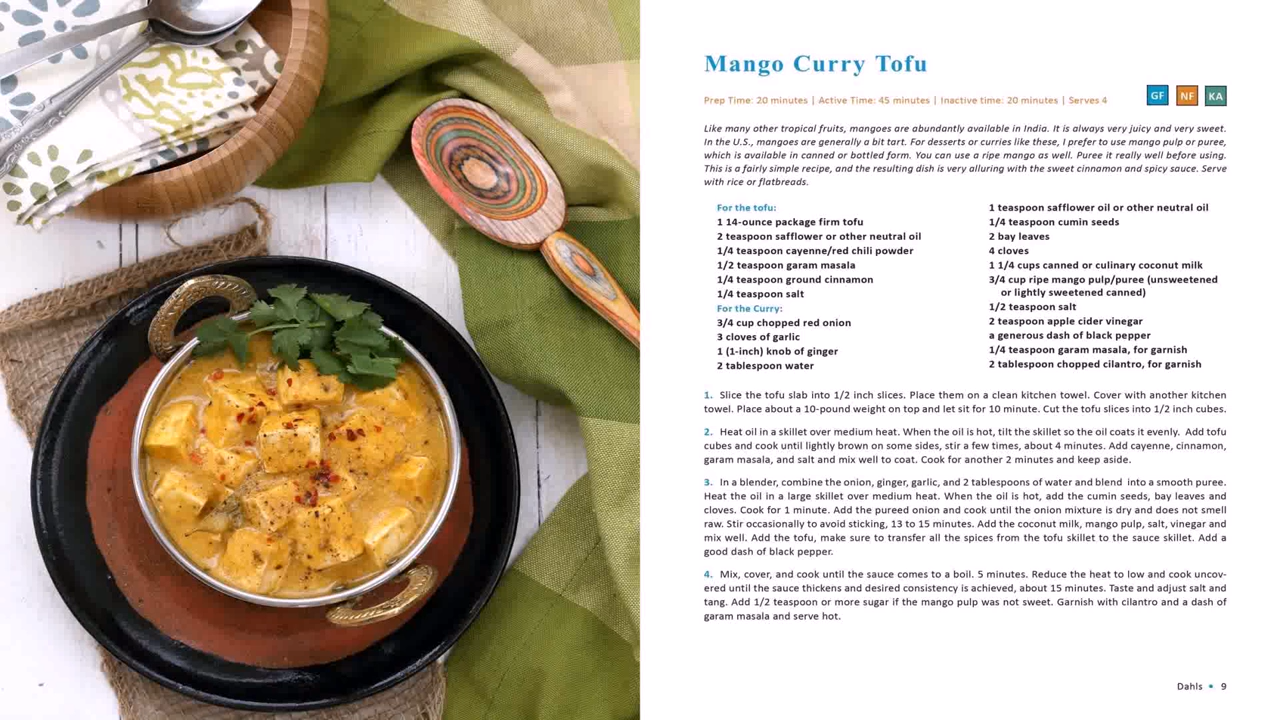 Mango Curry Tofu
Prep Time: 20 minutes | Active Time: 45 minutes | Inactive time: 20 minutes | Serves 4
GF NF KA
Like many other tropical fruits, mangoes are abundantly available in India. It is always very juicy and very sweet.
In the U.S., mangoes are generally a bit tart. For desserts or curries like these, I prefer to use mango pulp or puree,
which is available in canned or bottled form. You can use a ripe mango as well. Puree it really well before using.
This is a fairly simple recipe, and the resulting dish is very alluring with the sweet cinnamon and spicy sauce. Serve
with rice or flatbreads.
For the tofu:
1 14-ounce package firm tofu
2 teaspoon safflower or other neutral oil
1/4 teaspoon cayenne/red chili powder
1/2 teaspoon garam masala
1/4 teaspoon ground cinnamon
1/4 teaspoon salt
For the Curry:
3/4 cup chopped red onion
3 cloves of garlic
1 (1-inch) knob of ginger
2 tablespoon water
1 teaspoon safflower oil or other neutral oil
1/4 teaspoon cumin seeds
2 bay leaves
4 cloves
1 1/4 cups canned or culinary coconut milk
3/4 cup ripe mango pulp/puree (unsweetened
or lightly sweetened canned)
1/2 teaspoon salt
2 teaspoon apple cider vinegar
a generous dash of black pepper
1/4 teaspoon garam masala, for garnish
2 tablespoon chopped cilantro, for garnish
1. Slice the tofu slab into 1/2 inch slices. Place them on a clean kitchen towel. Cover with another kitchen
towel. Place about a 10-pound weight on top and let sit for 10 minute. Cut the tofu slices into 1/2 inch cubes.
2. Heat oil in a skillet over medium heat. When the oil is hot, tilt the skillet so the oil coats it evenly. Add tofu
cubes and cook until lightly brown on some sides, stir a few times, about 4 minutes. Add cayenne, cinnamon,
garam masala, and salt and mix well to coat. Cook for another 2 minutes and keep aside.
3. In a blender, combine the onion, ginger, garlic, and 2 tablespoons of water and blend into a smooth puree.
Heat the oil in a large skillet over medium heat. When the oil is hot, add the cumin seeds, bay leaves and
cloves. Cook for 1 minute. Add the pureed onion and cook until the onion mixture is dry and does not smell
raw. Stir occasionally to avoid sticking, 13 to 15 minutes. Add the coconut milk, mango pulp, salt, vinegar and
mix well. Add the tofu, make sure to transfer all the spices from the tofu skillet to the sauce skillet. Add a
good dash of black pepper.
4. Mix, cover, and cook until the sauce comes to a boil. 5 minutes. Reduce the heat to low and cook uncov-
ered until the sauce thickens and desired consistency is achieved, about 15 minutes. Taste and adjust salt and
tang. Add 1/2 teaspoon or more sugar if the mango pulp was not sweet. Garnish with cilantro and a dash of
garam masala and serve hot.
Dahls • 9